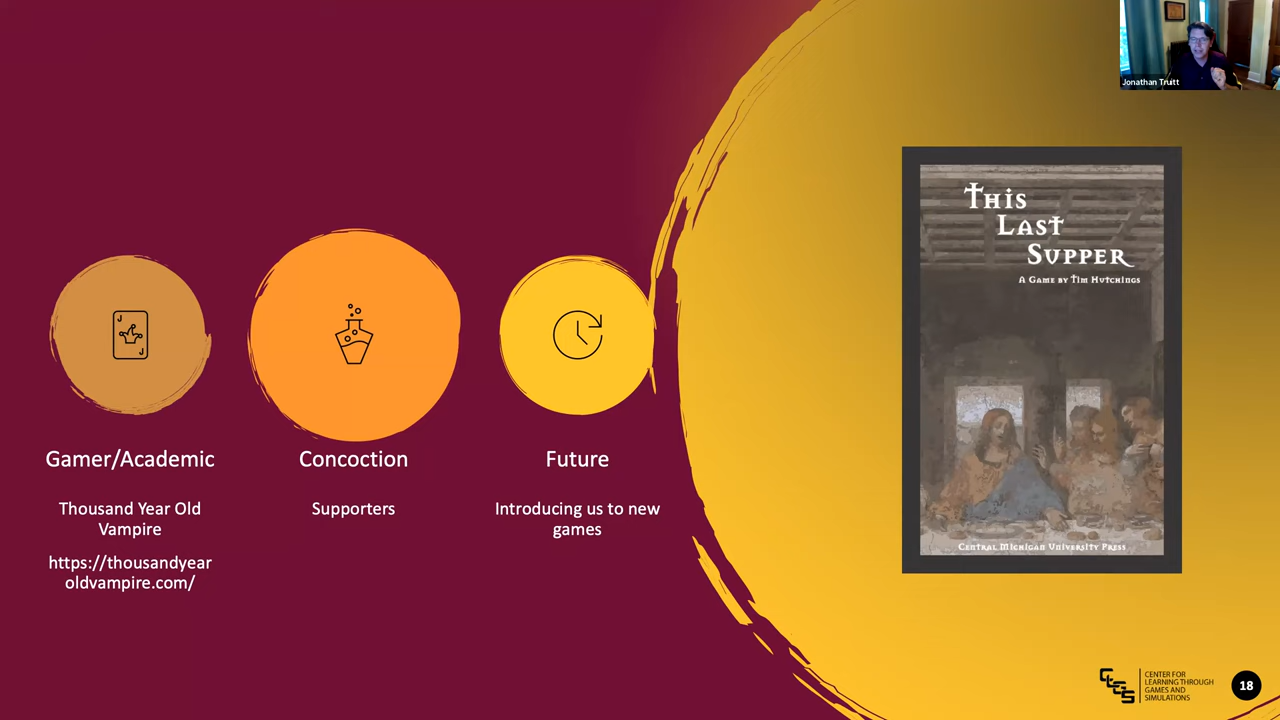 Jonathan Truitt
This
Last
Supper
A Game by Tim Hutchings
Central Michigan University Press
J
J
Gamer/Academic
Thousand Year Old
Vampire
https://thousandyear
oldvampire.com/
Concoction
Supporters
Future
Introducing us to new
games
CLGS
CENTER FOR
LEARNING THROUGH
GAMES AND
SIMULATIONS
18